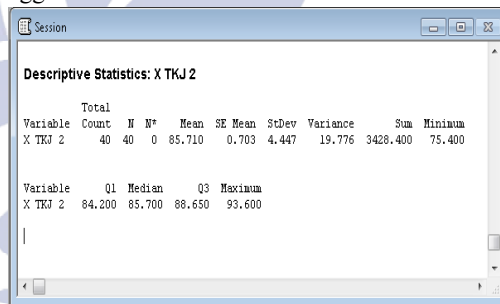 Session
Descriptive Statistics: X TKJ 2
Total
Variable Count N N* Mean SE Mean StDev Variance Sum Minimum
X TKJ 2 40 40 0 85.710 0.703 4.447 19.776 3428.400 75.400
Variable Q1 Median Q3 Maximum
X TKJ 2 84.200 85.700 88.650 93.600